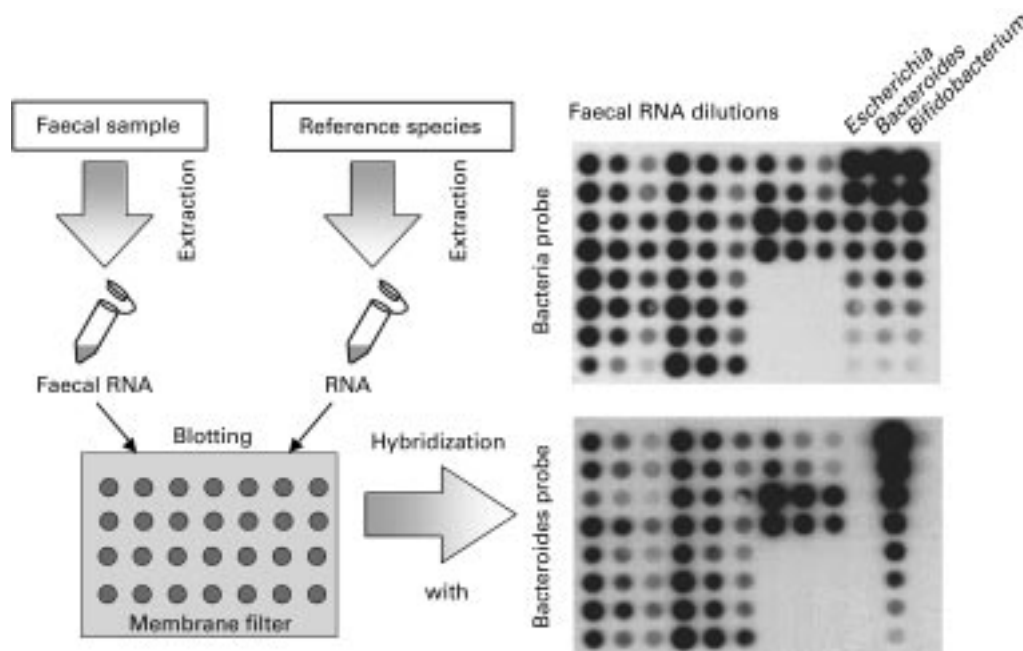 Faecal sample
Reference species
Extraction
Extraction
Faecal RNA
RNA
Blotting
Membrane filter
Hybridization
with
Faecal RNA dilutions
Escherichia
Bacteroides
Bifidobacterium
Bacteria probe
Bacteroides probe